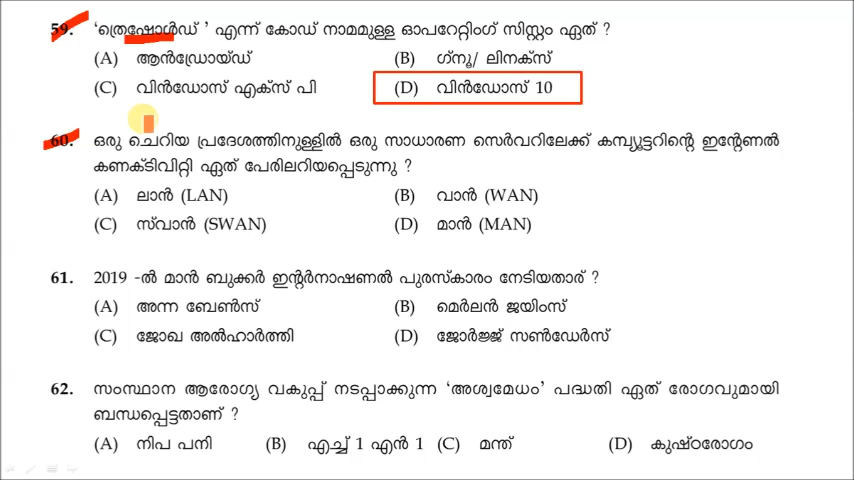 59. ‘ത്രെഷോൾഡ് ’ എന്ന് കോഡ് നാമമുള്ള ഓപറേറ്റിംഗ് സിസ്റ്റം ഏത് ?
(A) ആൻഡ്രോയ്ഡ് (B) ഗ്നൂ/ ലിനക്സ്
(C) വിൻഡോസ് എക്സ് പി (D) വിൻഡോസ് 10
60. ഒരു ചെറിയ പ്രദേശത്തിനുള്ളിൽ ഒരു സാധാരണ സെർവറിലേക്ക് കമ്പ്യൂട്ടറിന്റെ ഇന്റേണൽ
കണക്ടിവിറ്റി ഏത് പേരിലറിയപ്പെടുന്നു ?
(A) ലാൻ (LAN) (B) വാൻ (WAN)
(C) സ്‌വാൻ (SWAN) (D) മാൻ (MAN)
61. 2019 -ൽ മാൻ ബുക്കർ ഇന്റർനാഷണൽ പുരസ്കാരം നേടിയതാര് ?
(A) അന്ന ബേൺസ് (B) മെർലൻ ജയിംസ്
(C) ജോഖ അൽഹാർത്തി (D) ജോർജ്ജ് സൺഡേർസ്
62. സംസ്ഥാന ആരോഗ്യ വകുപ്പ് നടപ്പാക്കുന്ന ‘അശ്വമേധം’ പദ്ധതി ഏത് രോഗവുമായി
ബന്ധപ്പെട്ടതാണ് ?
(A) നിപ പനി (B) എച്ച് 1 എൻ 1 (C) മന്ത് (D) കുഷ്ഠരോഗം